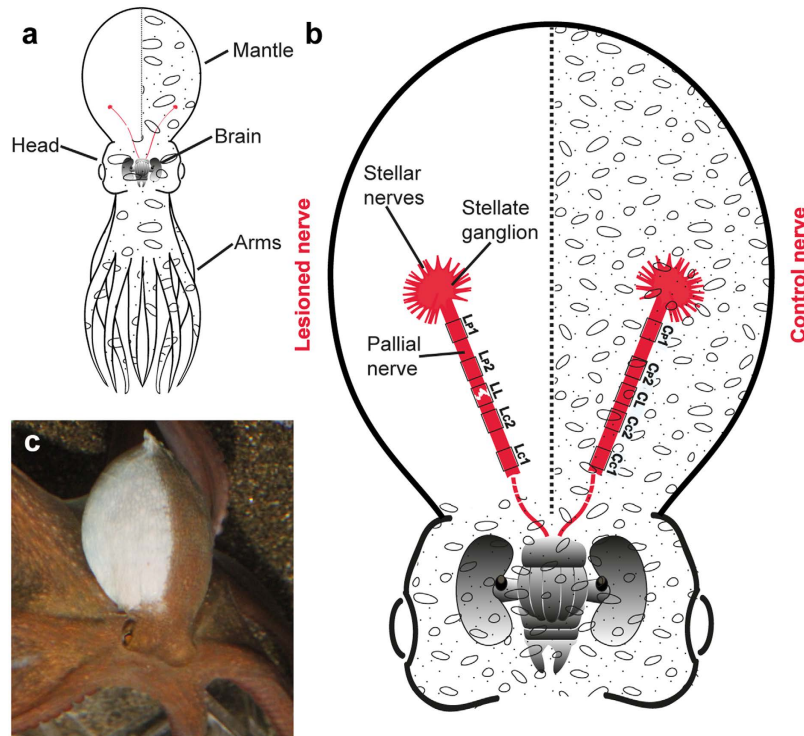 a
Mantle
Head
Brain
Arms
b
Stellar
nerves
Stellate
ganglion
Lesioned nerve
Control nerve
Pallial
nerve
LP1
LP2
LL
LC2
LC1
CP1
CP2
CL
CC2
CC1
c